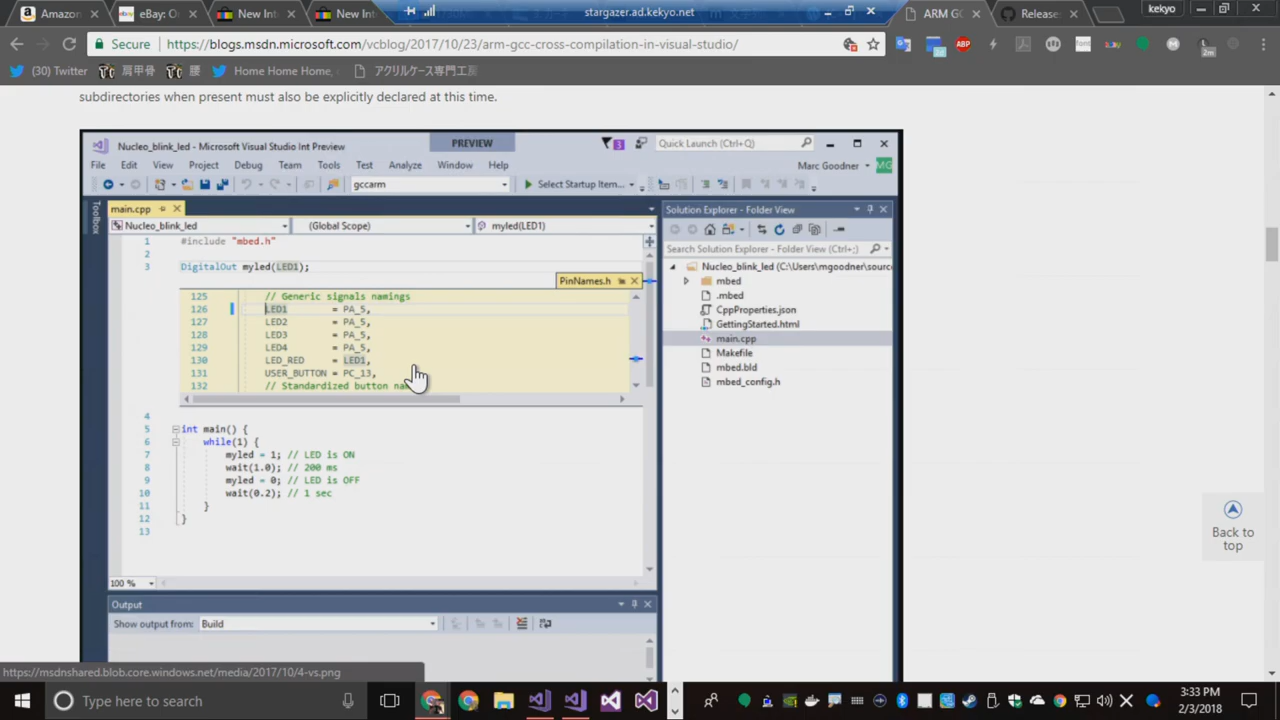 Amazon
eBay: O
New Inte
New Int
stargazer.ad.kekyo.net
ARM GC
Release
kekyo
Secure
https://blogs.msdn.microsoft.com/vcblog/2017/10/23/arm-gcc-cross-compilation-in-visual-studio/
(30) Twitter
肩甲骨
腰
Home Home Home,
アクリルケース専門工房
subdirectories when present must also be explicitly declared at this time.
Nucleo_blink_led - Microsoft Visual Studio Int Preview
PREVIEW
3
Quick Launch (Ctrl+Q)
File Edit View Project Debug Team Tools Test Analyze Window Help
Marc Goodner
MG
gccarm
Select Startup Item...
Toolbox
main.cpp
Nucleo_blink_led
(Global Scope)
myled(LED1)
1 #include "mbed.h"
2
3 DigitalOut myled(LED1);
PinNames.h
125 // Generic signals namings
126 LED1 = PA_5,
127 LED2 = PA_5,
128 LED3 = PA_5,
129 LED4 = PA_5,
130 LED_RED = LED1,
131 USER_BUTTON = PC_13,
132 // Standardized button nam
4
5 int main() {
6 while(1) {
7 myled = 1; // LED is ON
8 wait(1.0); // 200 ms
9 myled = 0; // LED is OFF
10 wait(0.2); // 1 sec
11 }
12 }
13
100 %
Output
Show output from: Build
Solution Explorer - Folder View
Search Solution Explorer - Folder View (Ctrl+;)
Nucleo_blink_led (C:\Users\mgoodner\source
mbed
.mbed
CppProperties.json
GettingStarted.html
main.cpp
Makefile
mbed.bld
mbed_config.h
Back to
top
https://msdnshared.blob.core.windows.net/media/2017/10/4-vs.png
Type here to search
3:33 PM
2/3/2018